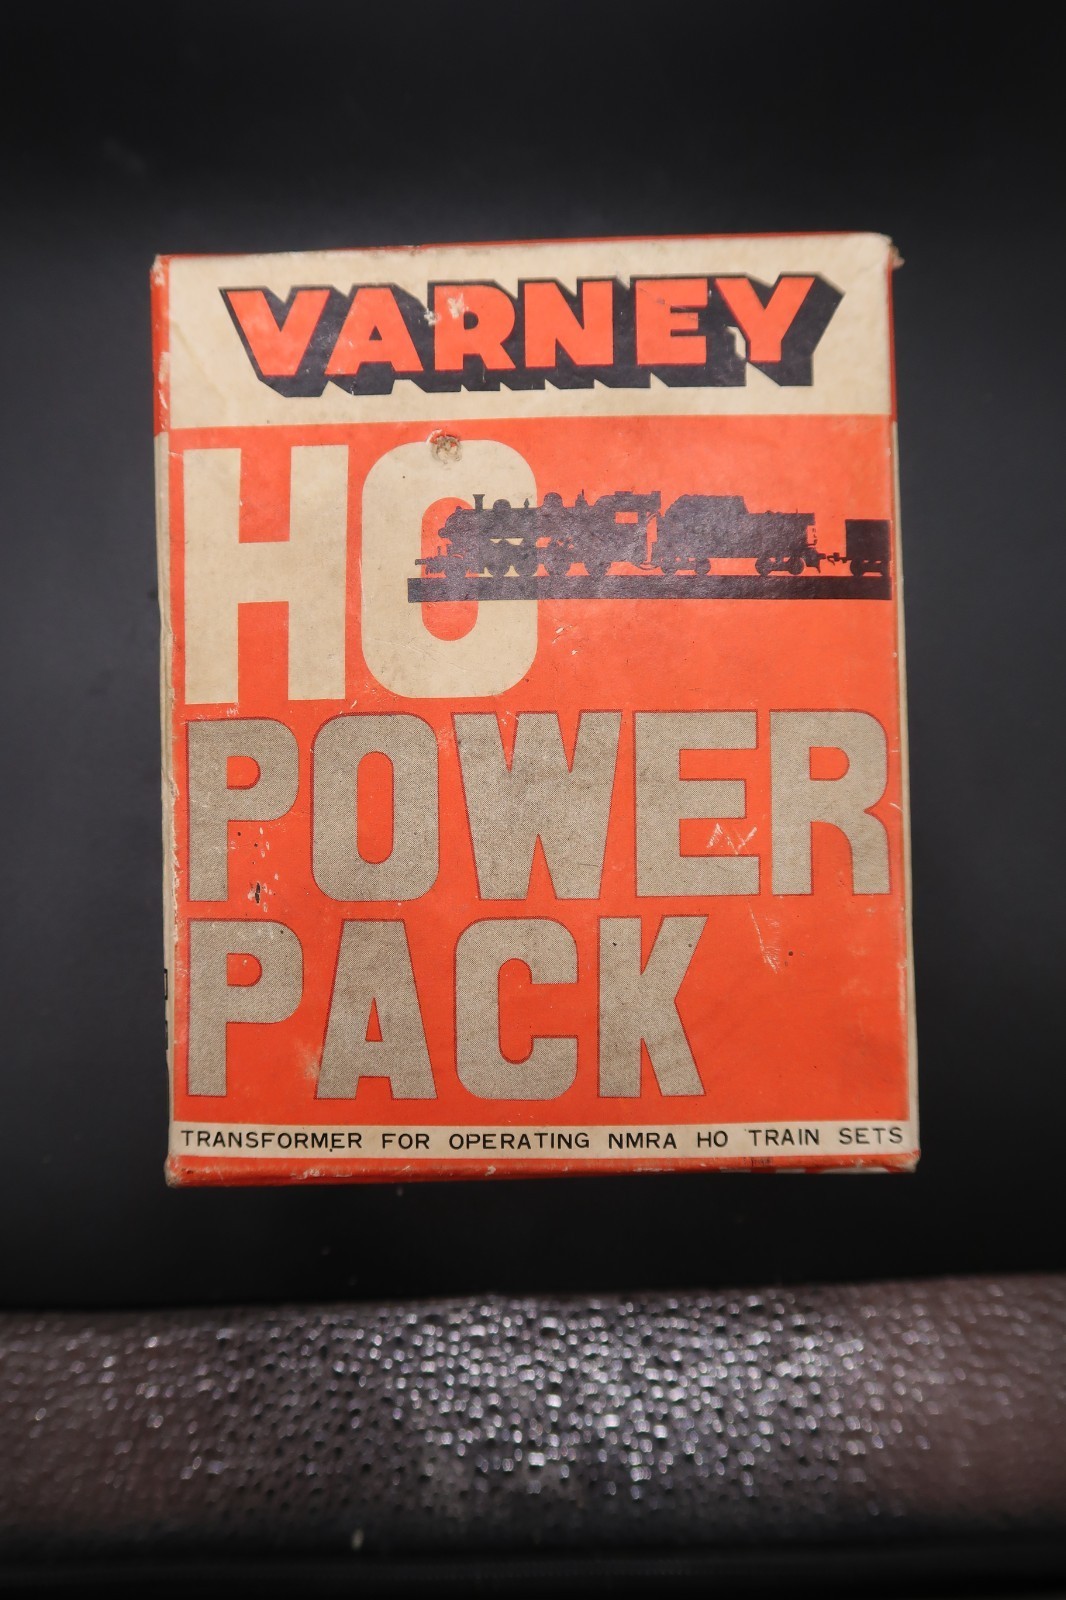 VARNEY
HO
POWER
PACK
TRANSFORMER FOR OPERATING NMRA HO TRAIN SETS